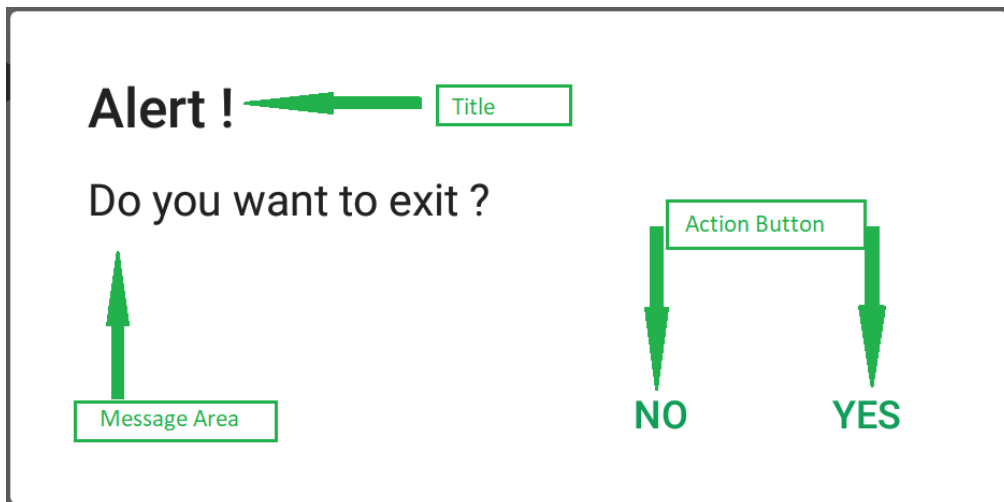 Alert !
Title
Do you want to exit ?
Action Button
Message Area
NO
YES